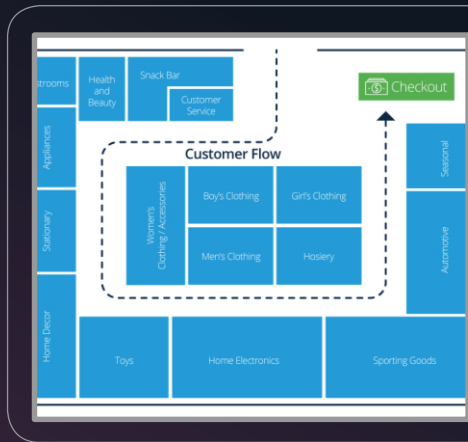 strooms
Health
and
Beauty
Snack Bar
Customer
Service
Checkout
Appliances
Customer Flow
Seasonal
Women's
Clothing / Accessories
Boy's Clothing
Girl's Clothing
Stationary
Men's Clothing
Hosiery
Automotive
Home Decor
Toys
Home Electronics
Sporting Goods